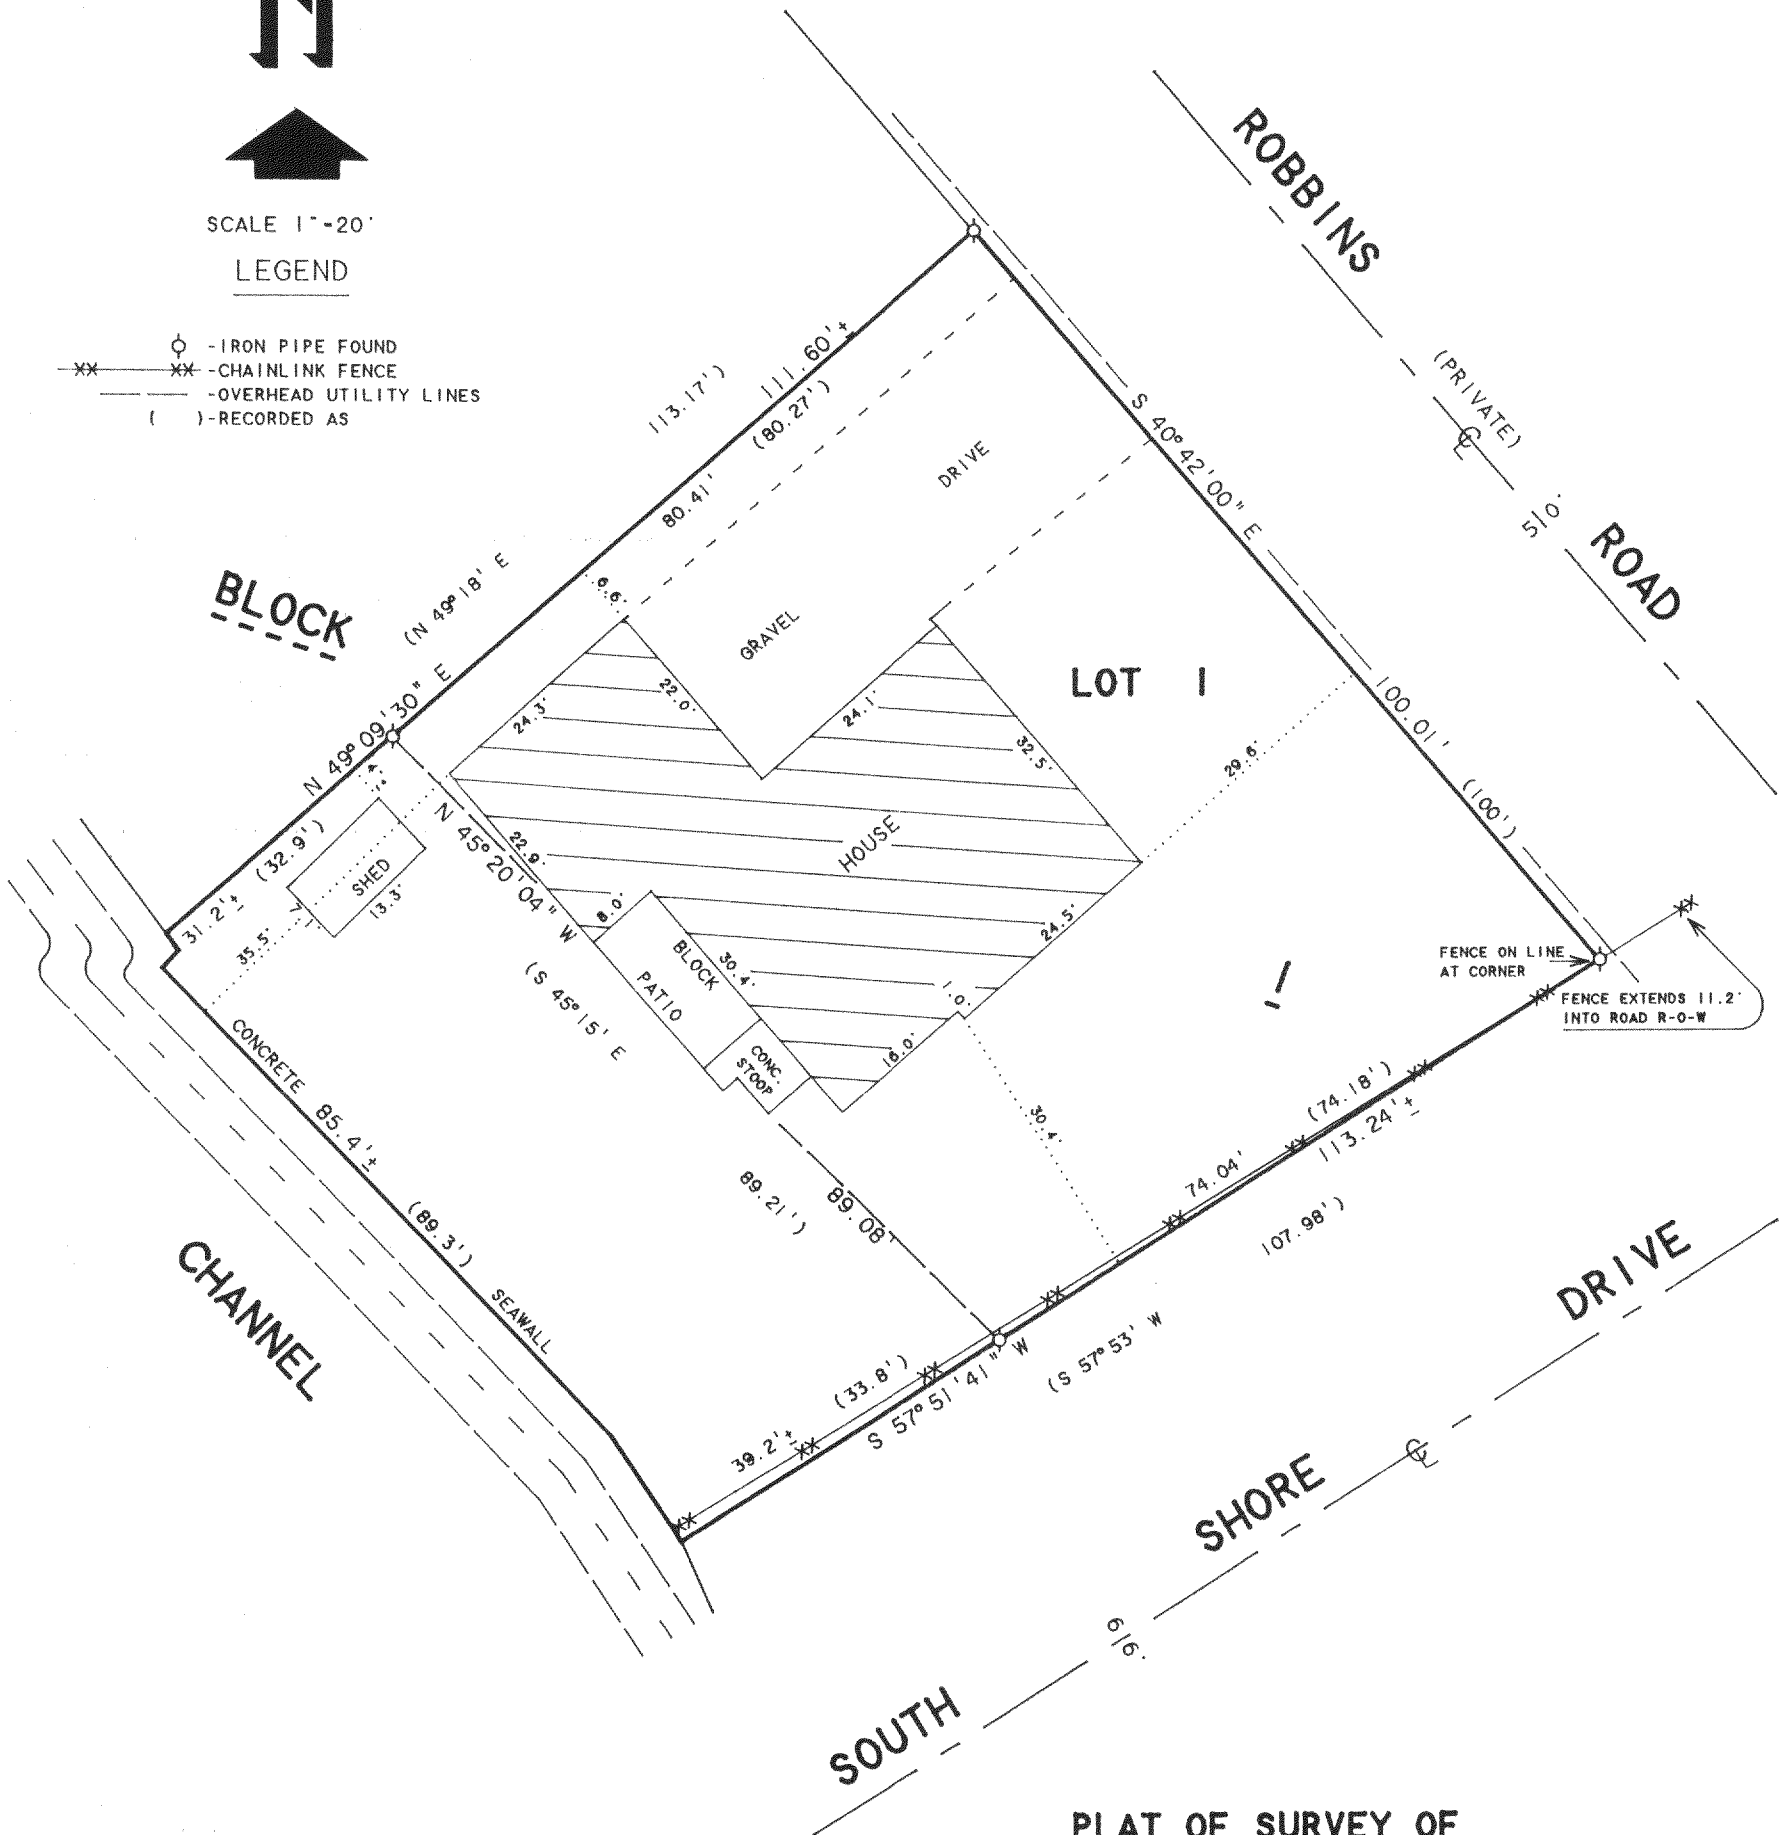 N
SCALE 1"-20'
LEGEND
-IRON PIPE FOUND
XX XX -CHAINLINK FENCE
-OVERHEAD UTILITY LINES
( )-RECORDED AS
ROBBINS
(PRIVATE)
℄
50'
ROAD
BLOCK
113.17')
111.60'±
(80.27')
80.41'
DRIVE
S 40°42'00" E
(N 49°18' E
6.6'
GRAVEL
LOT 1
N 49°09'30" E
24.3'
22.0'
24.1'
32.5'
100.01'
29.6'
(100')
31.2'±
(32.9')
SHED
13.3'
7.1'
35.5'
N 45°20'04" W
22.9'
HOUSE
8.0'
(S 45°15' E
BLOCK
PATIO
30.4'
24.5'
1.0'
CONC.
STOOP
16.0'
1
FENCE ON LINE
AT CORNER
FENCE EXTENDS 11.2'
INTO ROAD R-O-W
CONCRETE 85.4'±
(89.3')
SEAWALL
CHANNEL
30.4'
(74.18')
113.24'±
74.04'
89.21')
89.08'
107.98')
DRIVE
(S 57°53' W
S 57°51'41" W
(33.8')
39.2'±
℄
SHORE
66'
SOUTH
PLAT OF SURVEY OF